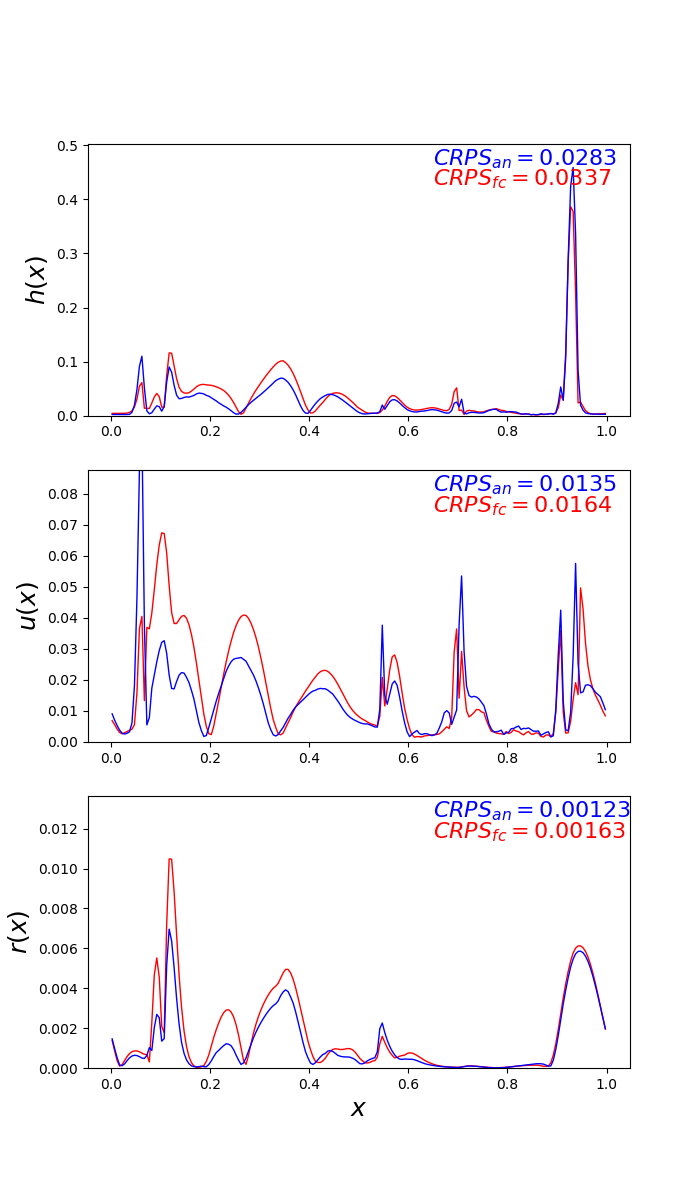 CRPS_an = 0.0283
CRPS_fc = 0.0337
h(x)
0.5
0.4
0.3
0.2
0.1
0.0
0.0 0.2 0.4 0.6 0.8 1.0
CRPS_an = 0.0135
CRPS_fc = 0.0164
u(x)
0.08
0.07
0.06
0.05
0.04
0.03
0.02
0.01
0.00
0.0 0.2 0.4 0.6 0.8 1.0
CRPS_an = 0.00123
CRPS_fc = 0.00163
r(x)
0.012
0.010
0.008
0.006
0.004
0.002
0.000
0.0 0.2 0.4 0.6 0.8 1.0
x